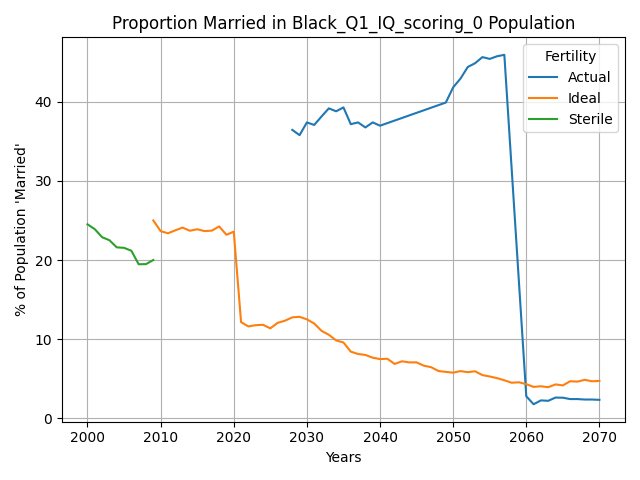 Proportion Married in Black_Q1_IQ_scoring_0 Population
% of Population 'Married'
40
30
20
10
0
2000 2010 2020 2030 2040 2050 2060 2070
Years
Fertility
Actual
Ideal
Sterile